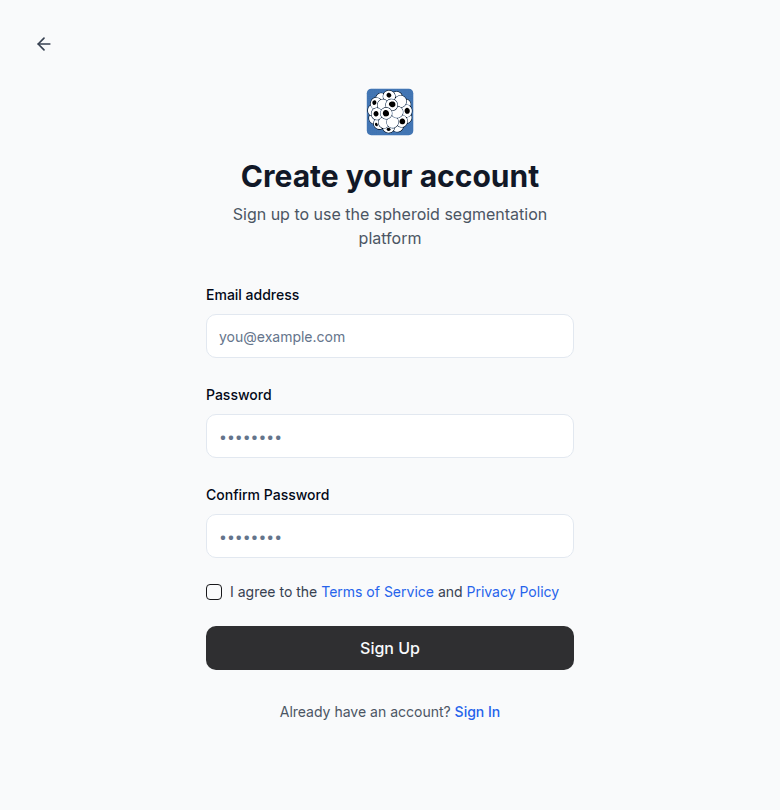 Create your account
Sign up to use the spheroid segmentation
platform
Email address
you@example.com
Password
••••••••
Confirm Password
••••••••
I agree to the Terms of Service and Privacy Policy
Sign Up
Already have an account? Sign In